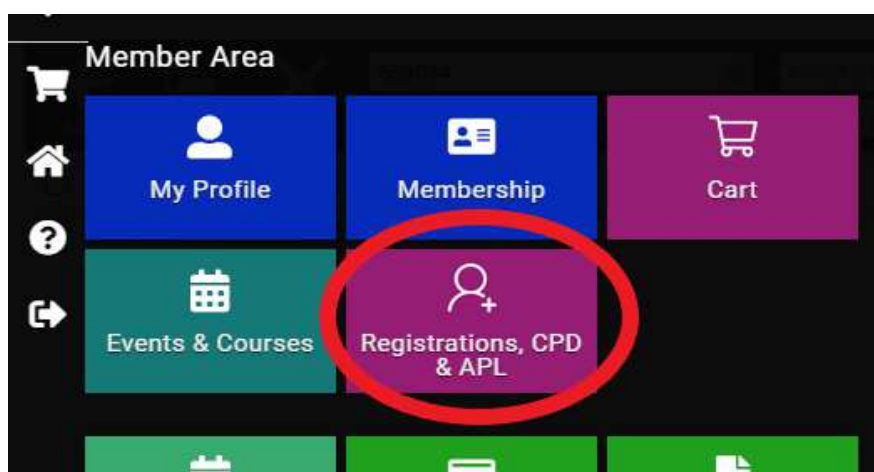 Member Area
My Profile
Membership
Cart
Events & Courses
Registrations, CPD
& APL